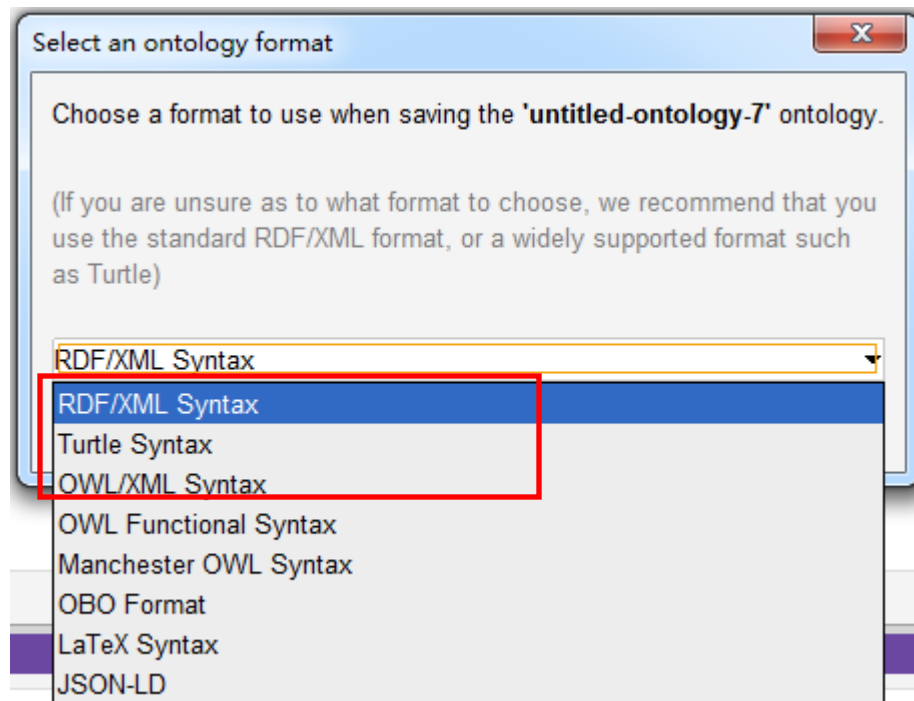 Select an ontology format
Choose a format to use when saving the 'untitled-ontology-7' ontology.
(If you are unsure as to what format to choose, we recommend that you
use the standard RDF/XML format, or a widely supported format such
as Turtle)
RDF/XML Syntax
RDF/XML Syntax
Turtle Syntax
OWL/XML Syntax
OWL Functional Syntax
Manchester OWL Syntax
OBO Format
LaTeX Syntax
JSON-LD